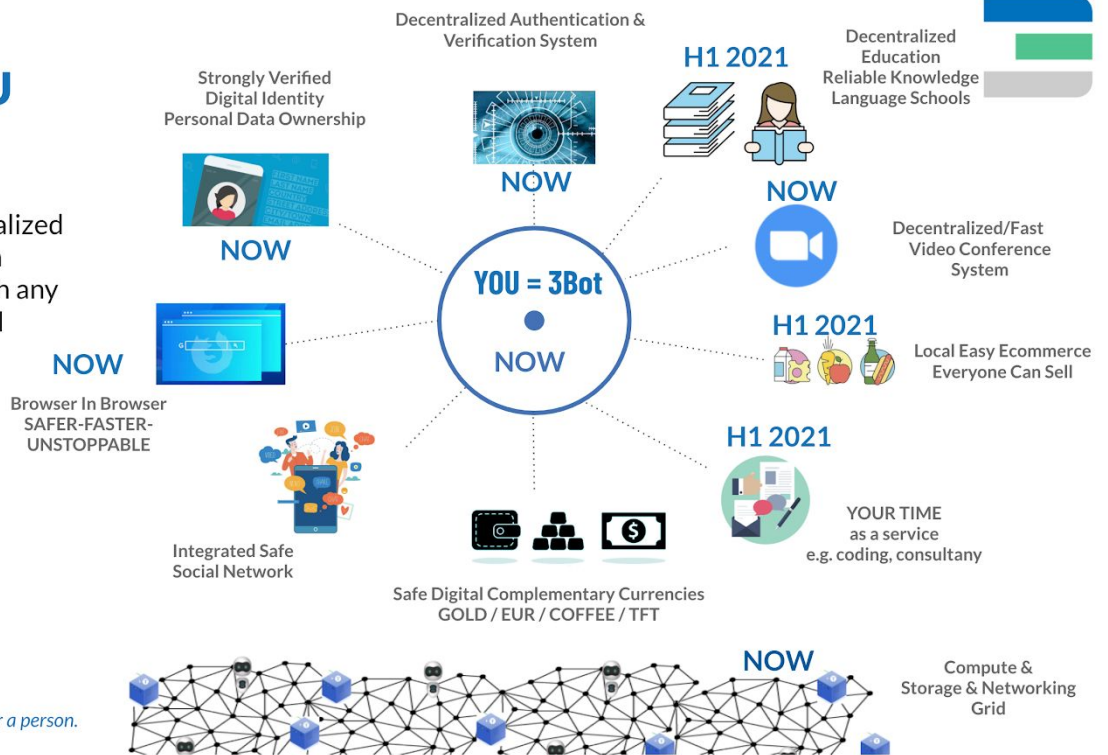 Decentralized Authentication &
Verification System
H1 2021
Decentralized
Education
Reliable Knowledge
Language Schools
Strongly Verified
Digital Identity
Personal Data Ownership
NOW
NOW
NOW
Decentralized/Fast
Video Conference
System
YOU = 3Bot
NOW
H1 2021
Local Easy Ecommerce
Everyone Can Sell
NOW
Browser In Browser
SAFER-FASTER-
UNSTOPPABLE
H1 2021
YOUR TIME
as a service
e.g. coding, consultany
Integrated Safe
Social Network
Safe Digital Complementary Currencies
GOLD / EUR / COFFEE / TFT
NOW
Compute &
Storage & Networking
Grid
any
a person.